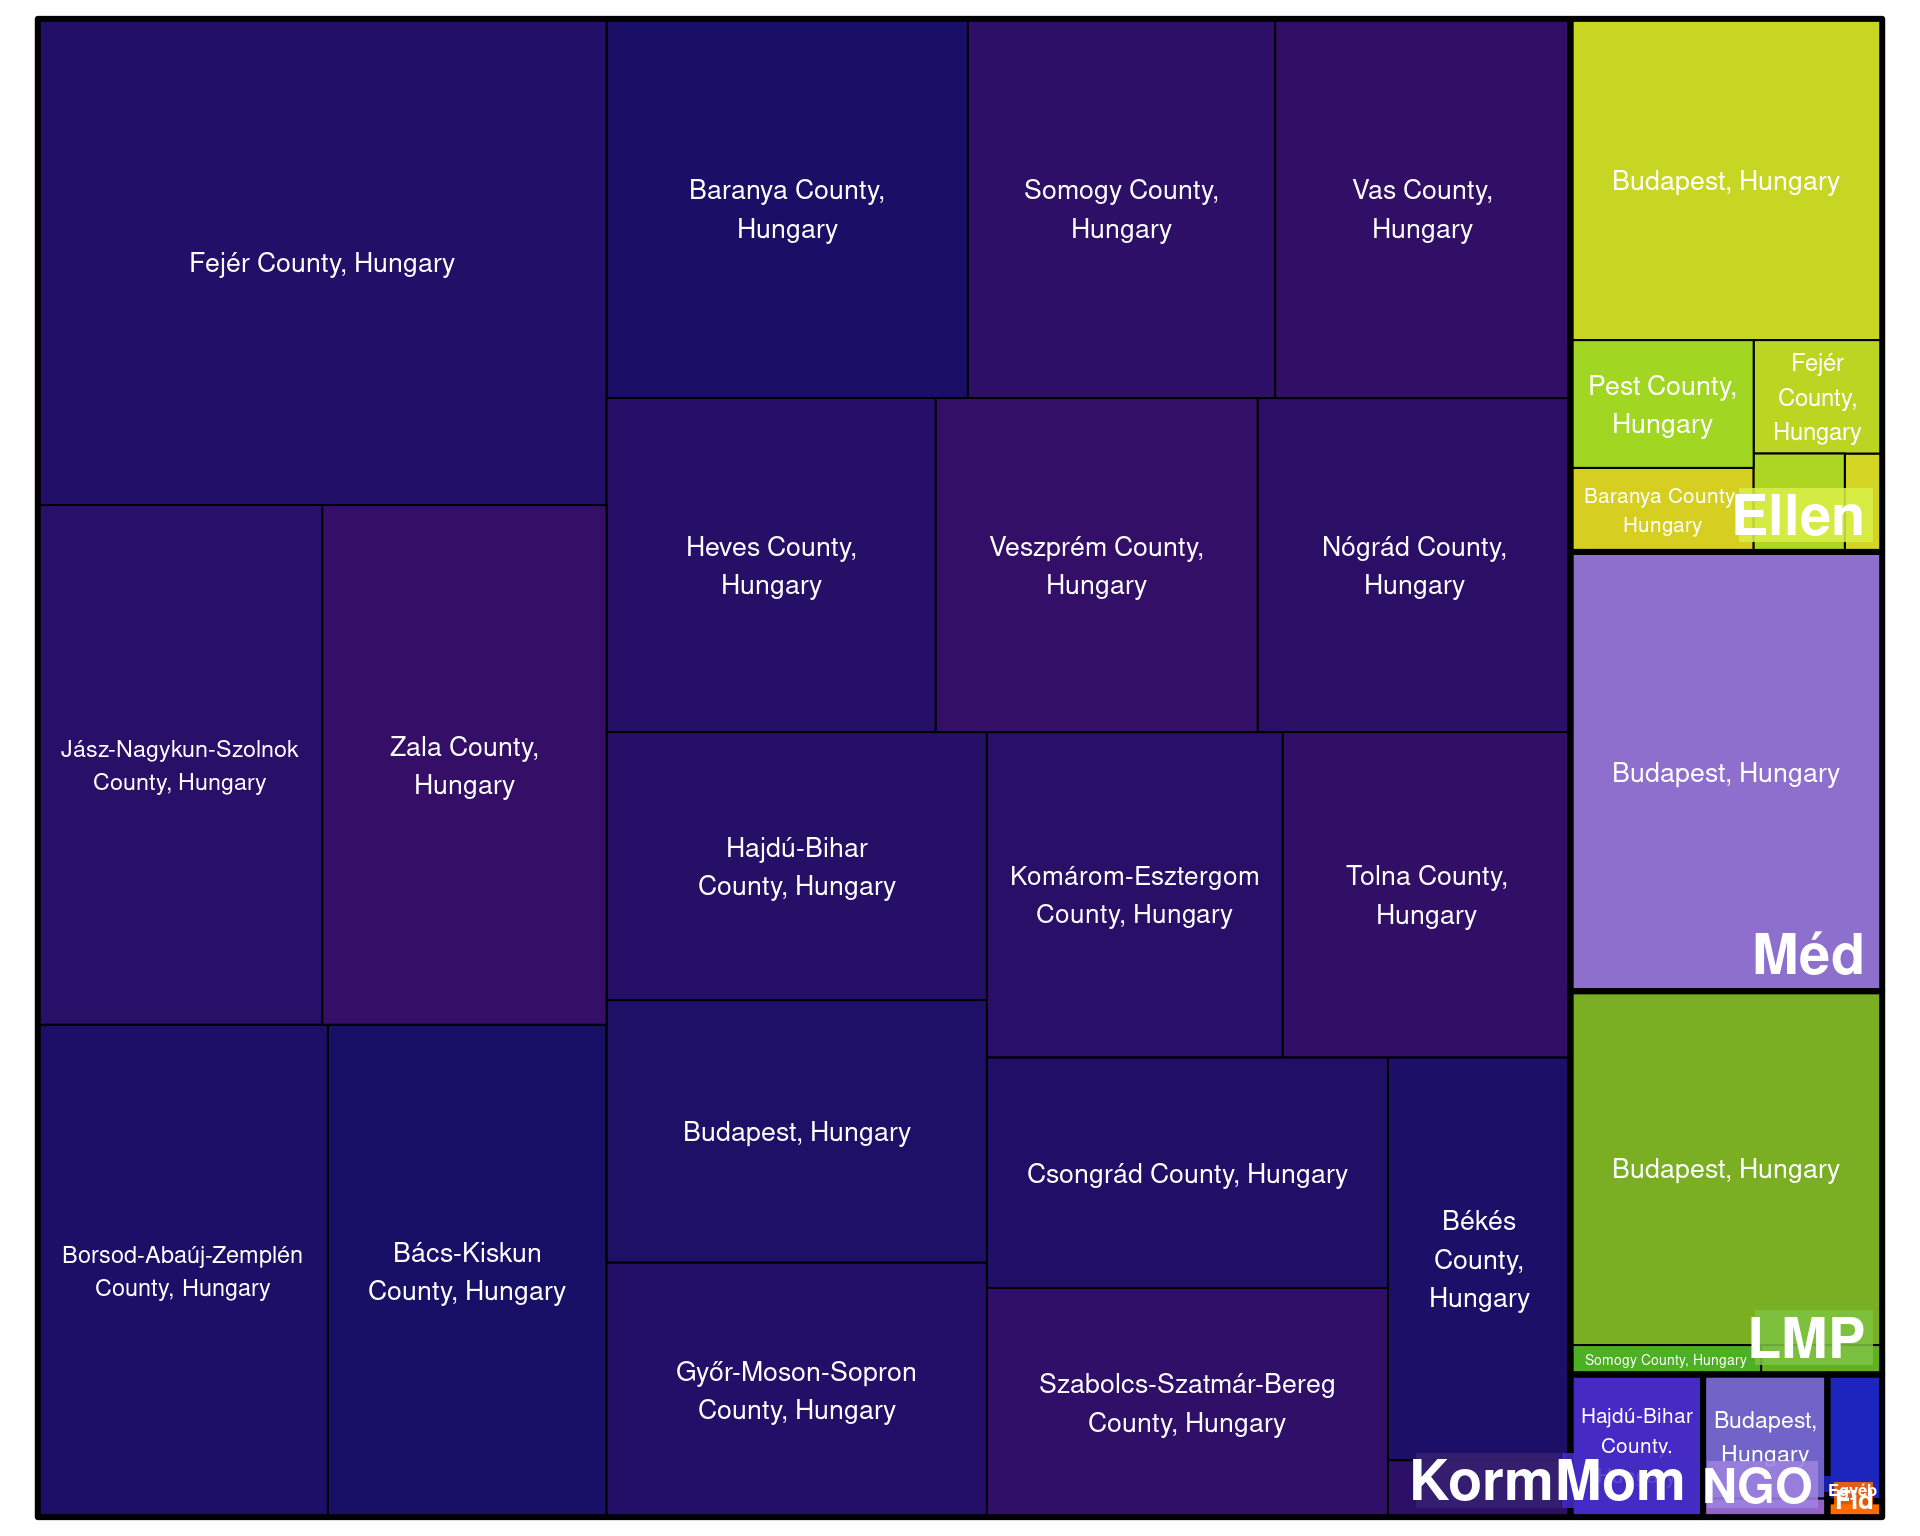 Fejér County, Hungary
Baranya County,
Hungary
Somogy County,
Hungary
Vas County,
Hungary
Heves County,
Hungary
Veszprém County,
Hungary
Nógrád County,
Hungary
Jász-Nagykun-Szolnok
County, Hungary
Zala County,
Hungary
Hajdú-Bihar
County, Hungary
Komárom-Esztergom
County, Hungary
Tolna County,
Hungary
Borsod-Abaúj-Zemplén
County, Hungary
Bács-Kiskun
County, Hungary
Budapest, Hungary
Csongrád County, Hungary
Békés
County,
Hungary
Győr-Moson-Sopron
County, Hungary
Szabolcs-Szatmár-Bereg
County, Hungary
Korm
Budapest, Hungary
Pest County,
Hungary
Fejér
County,
Hungary
Baranya County
Hungary
Ellen
Budapest, Hungary
Méd
Budapest, Hungary
Somogy County, Hungary
LMP
Hajdú-Bihar
County.
Mom
Budapest,
Hungary
NGO
Egyéb
Fid